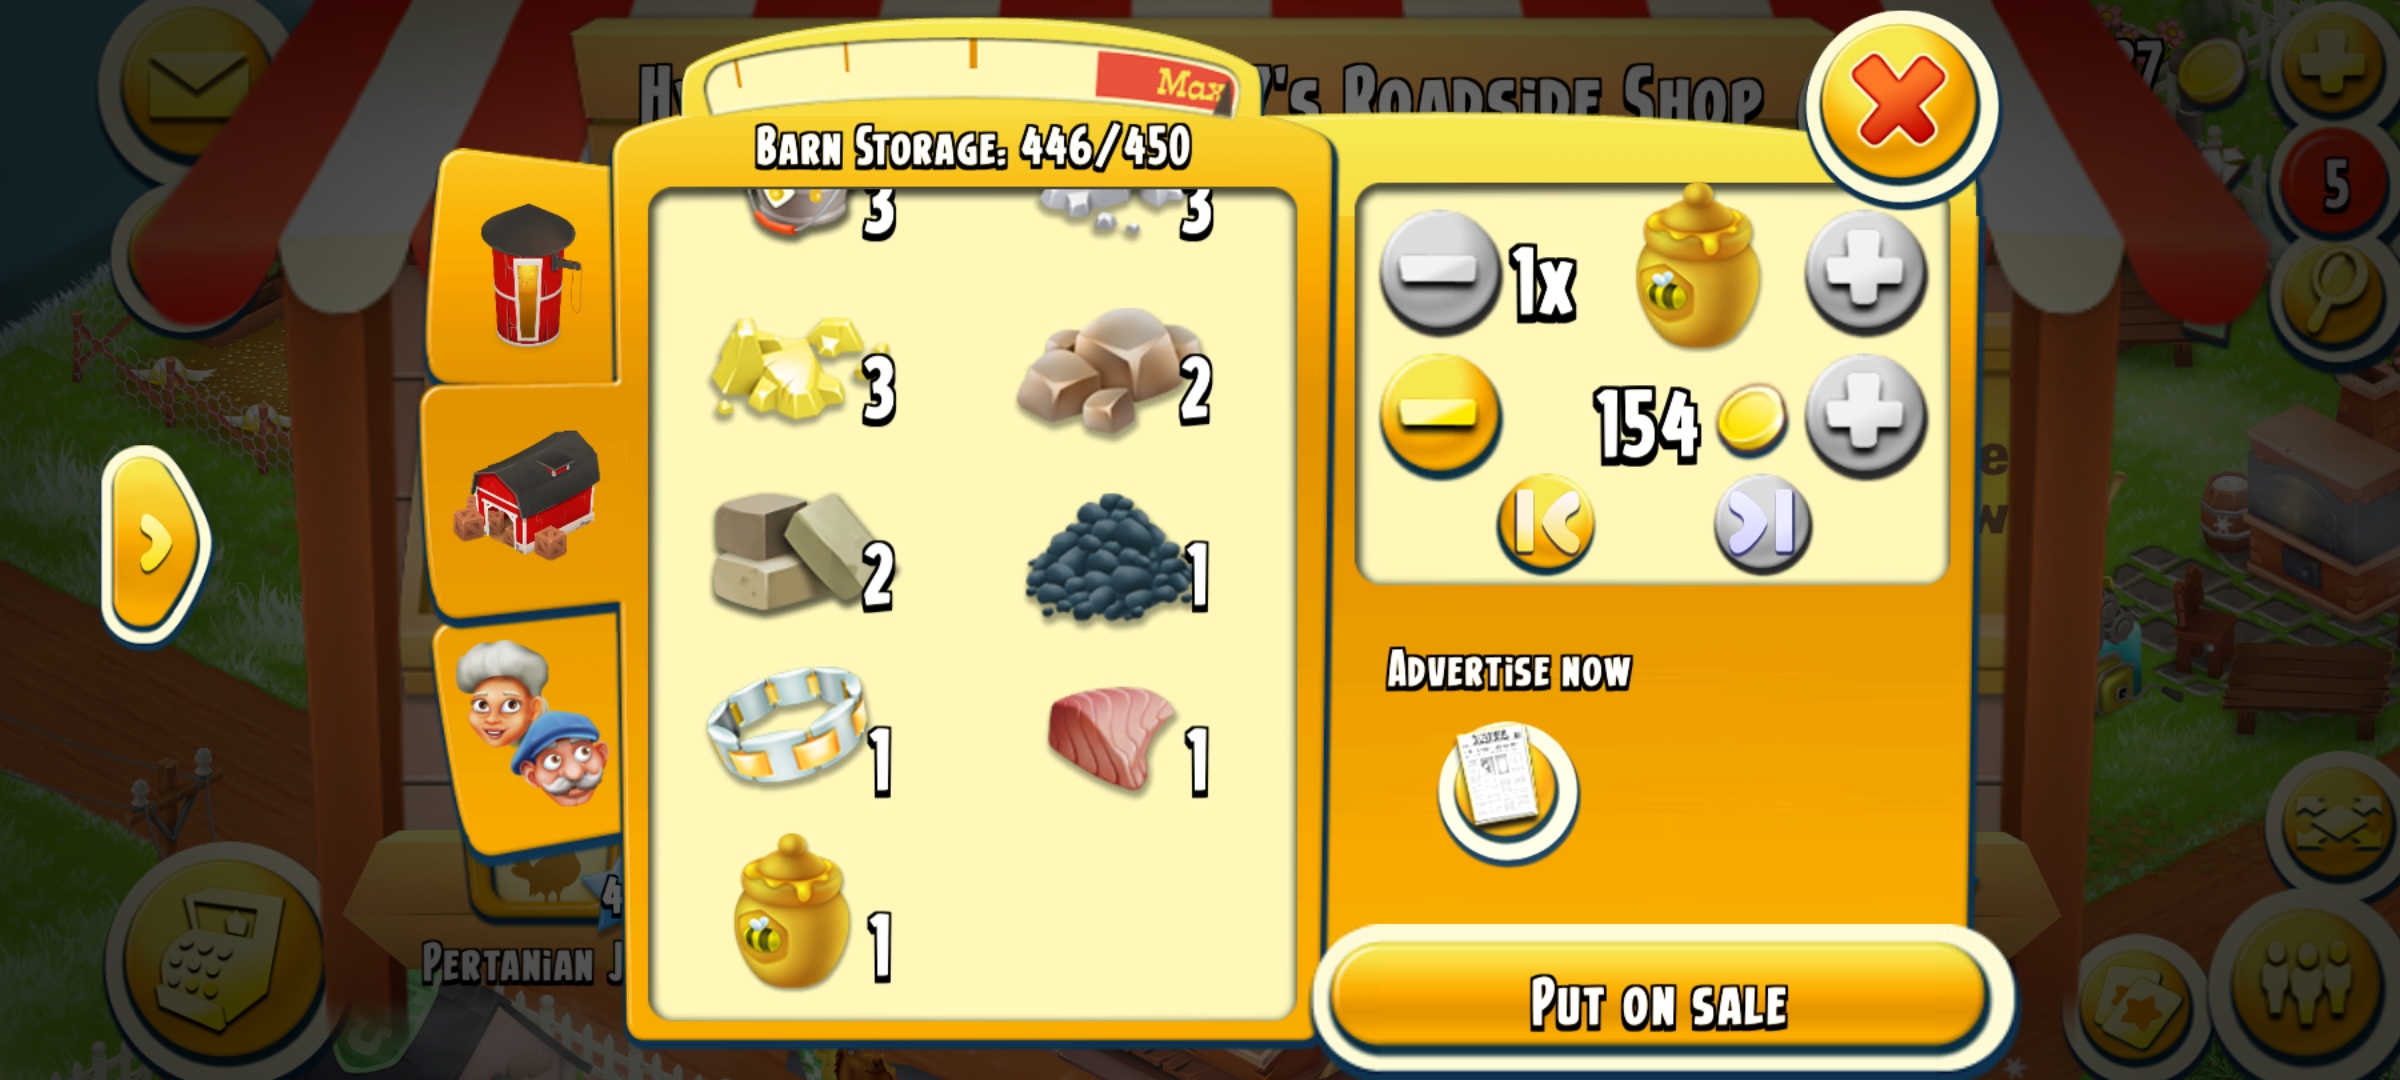 's Roadside Shop
Max
Barn Storage: 446/450
3
3
3
2
2
1
1
1
1
1x
154
Advertise now
Put on sale
5
Pertanian